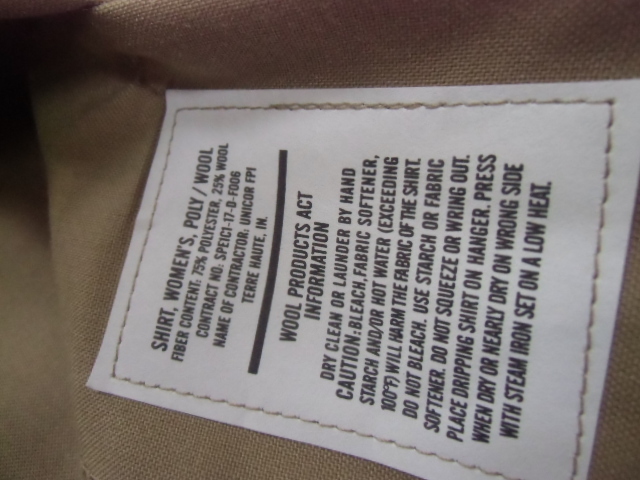 SHIRT, WOMEN'S, POLY / WOOL
FIBER CONTENT: 75% POLYESTER, 25% WOOL
CONTRACT NO: SPE1C1-17-D-F006
NAME OF CONTRACTOR: UNICOR FPI
TERRE HAUTE, IN.
WOOL PRODUCTS ACT
INFORMATION
DRY CLEAN OR LAUNDER BY HAND
CAUTION: BLEACH, FABRIC SOFTENER,
STARCH AND/OR HOT WATER (EXCEEDING
100°F) WILL HARM THE FABRIC OF THE SHIRT.
DO NOT BLEACH. USE STARCH OR FABRIC
SOFTENER. DO NOT SQUEEZE OR WRING OUT.
PLACE DRIPPING SHIRT ON HANGER. PRESS
WHEN DRY OR NEARLY DRY ON WRONG SIDE
WITH STEAM IRON SET ON A LOW HEAT.